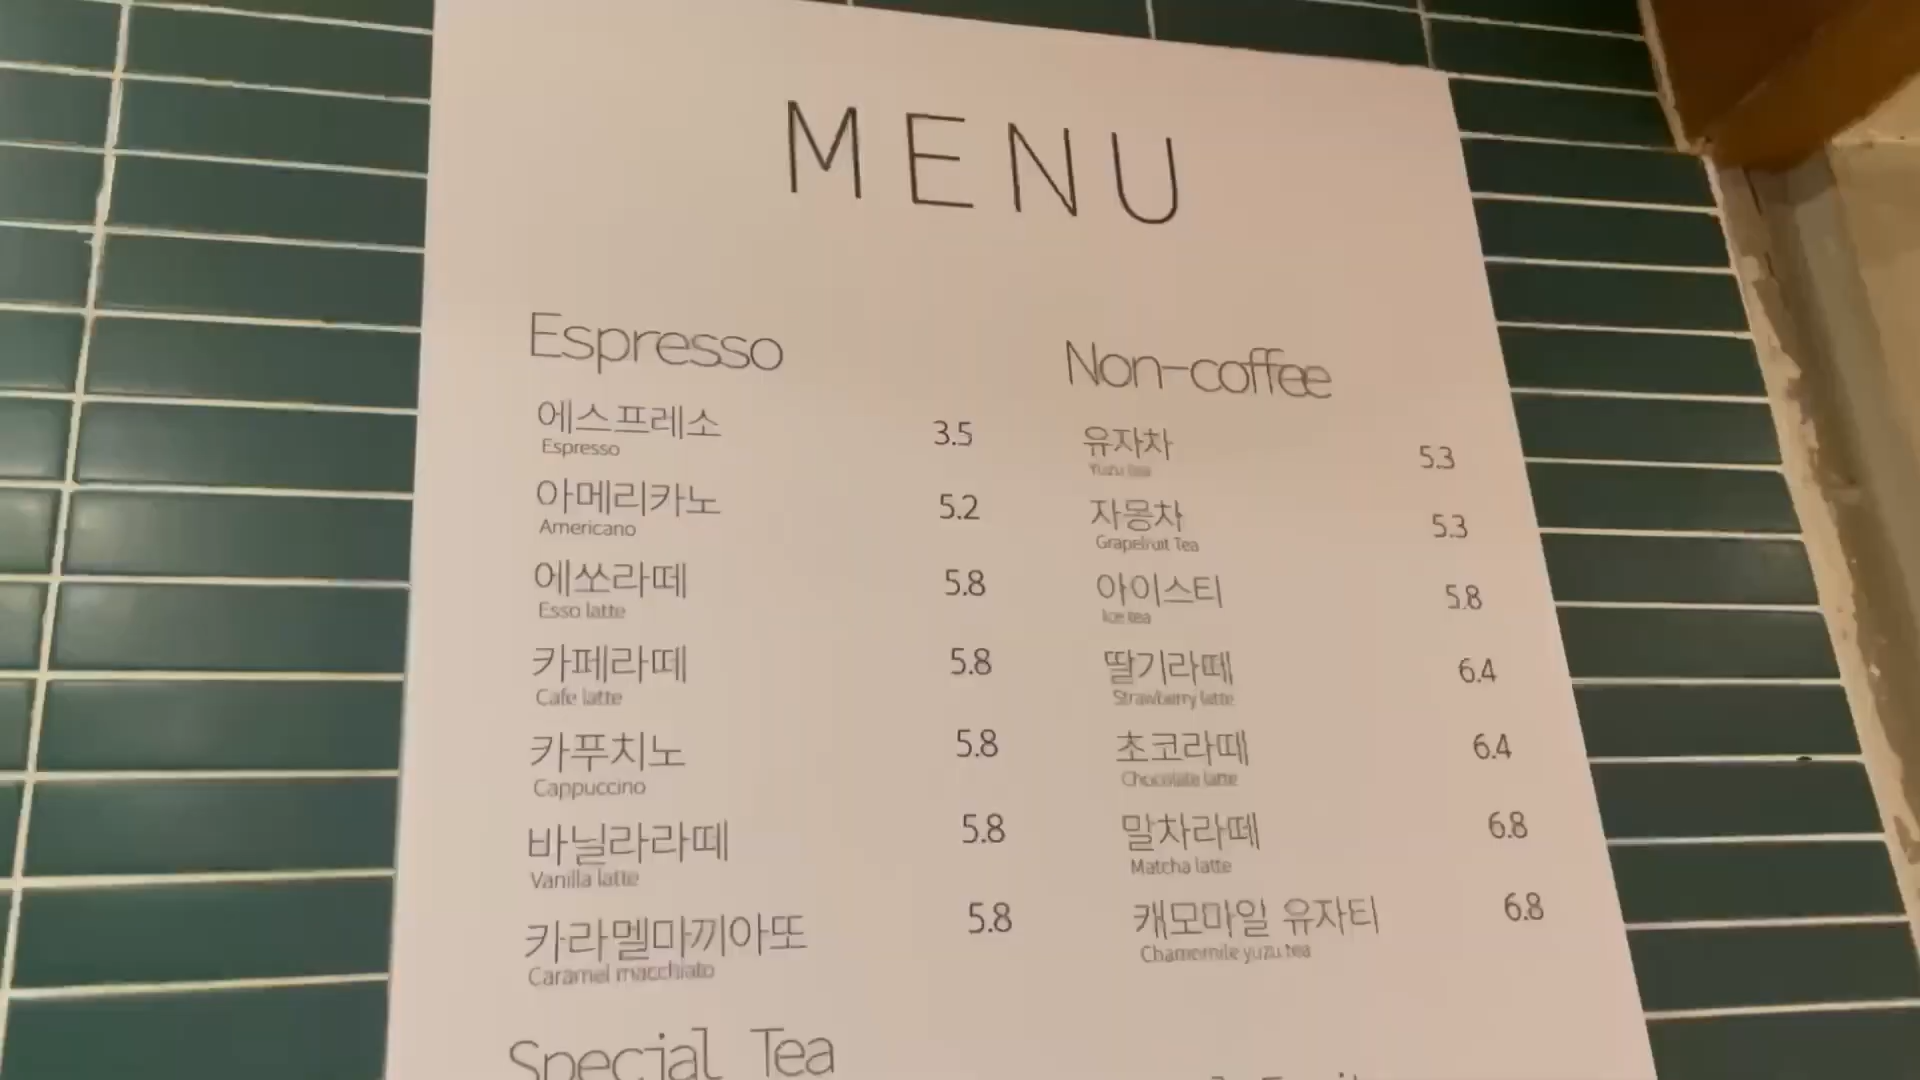 MENU
Espresso
에스프레소 3.5
Espresso
아메리카노 5.2
Americano
에쏘라떼 5.8
Esso latte
카페라떼 5.8
Cafe latte
카푸치노 5.8
Cappuccino
바닐라라떼 5.8
Vanilla latte
카라멜마끼아또 5.8
Caramel macchiato
Special Tea
Non-coffee
유자차 5.3
Yuzu tea
자몽차 5.3
Grapefruit Tea
아이스티 5.8
Ice tea
딸기라떼 6.4
Strawberry latte
초코라떼 6.4
Chocolate latte
말차라떼 6.8
Matcha latte
캐모마일 유자티 6.8
Chamomile yuzu tea